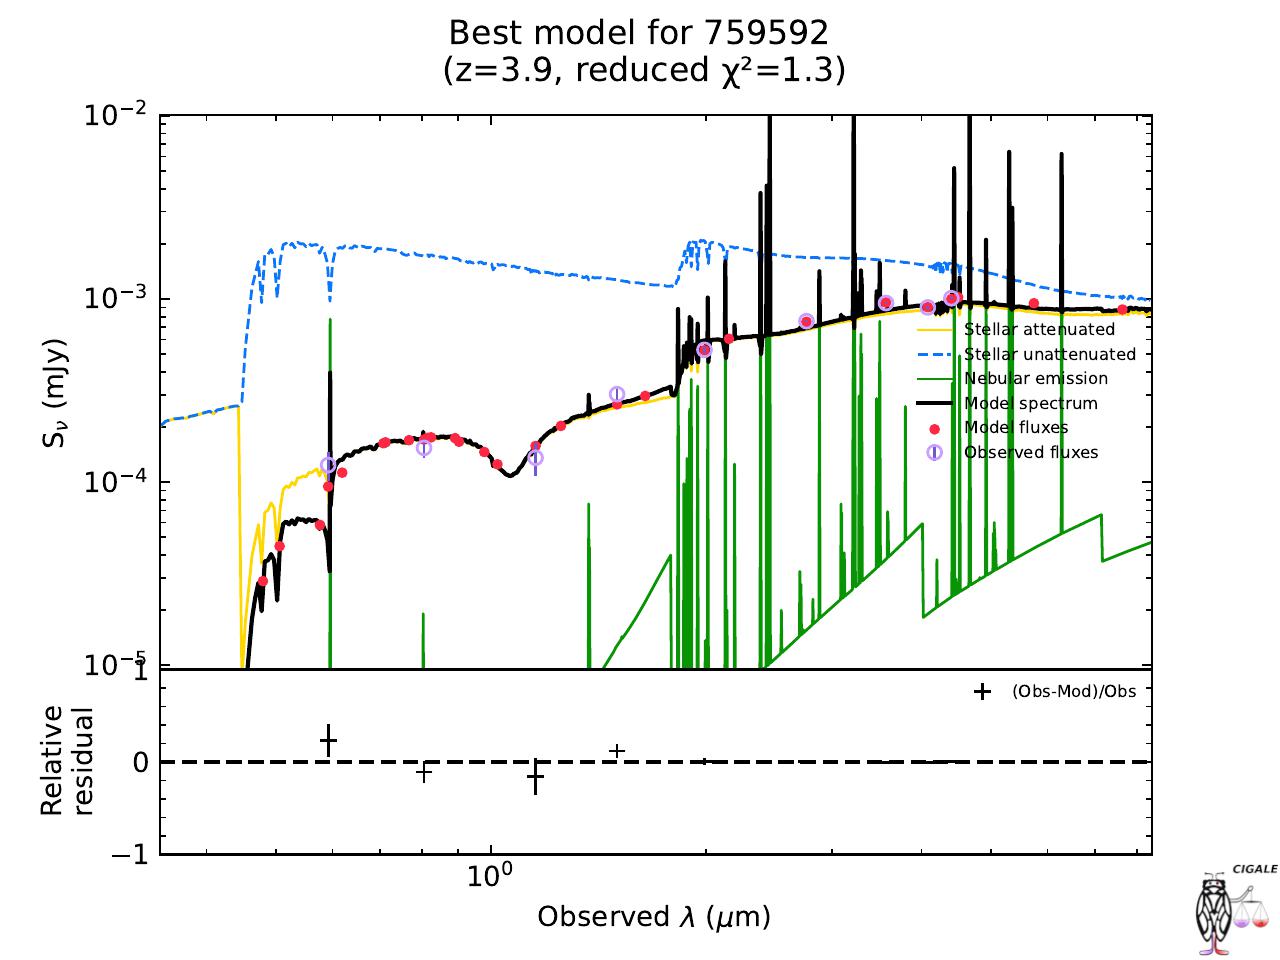 Best model for 759592
(z=3.9, reduced χ²=1.3)
10⁻²
10⁻³
10⁻⁴
10⁻⁵
Sν (mJy)
Stellar attenuated
Stellar unattenuated
Nebular emission
Model spectrum
Model fluxes
Observed fluxes
1
0
−1
Relative
residual
(Obs-Mod)/Obs
10⁰
Observed λ (μm)
CIGALE